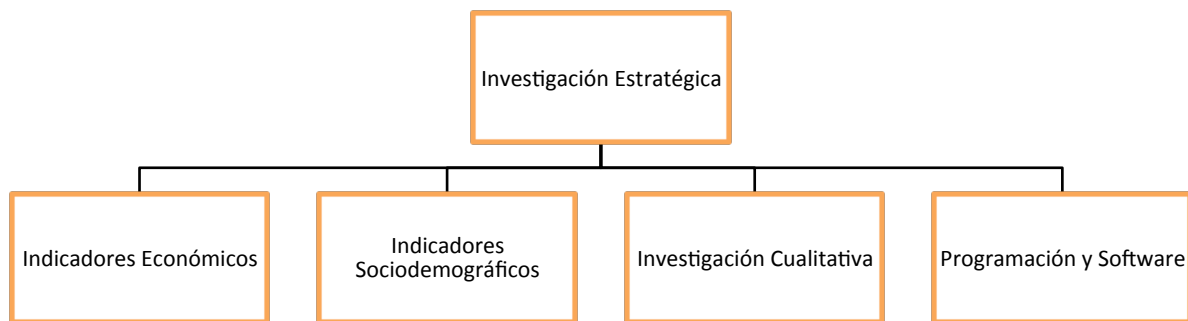 Investigación Estratégica
Indicadores Económicos
Indicadores
Sociodemográficos
Investigación Cualitativa
Programación y Software